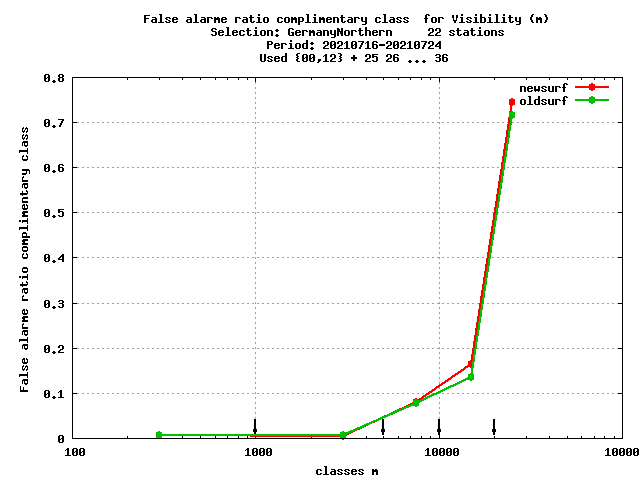 False alarme ratio complimentary class  for Visibility (m)
Selection: GermanyNorthern     22 stations
Period: 20210716-20210724
Used {00,12} + 25 26 ... 36
newsurf
oldsurf
False alarme ratio complimentary class
0.8
0.7
0.6
0.5
0.4
0.3
0.2
0.1
0
100
1000
10000
10000
classes m